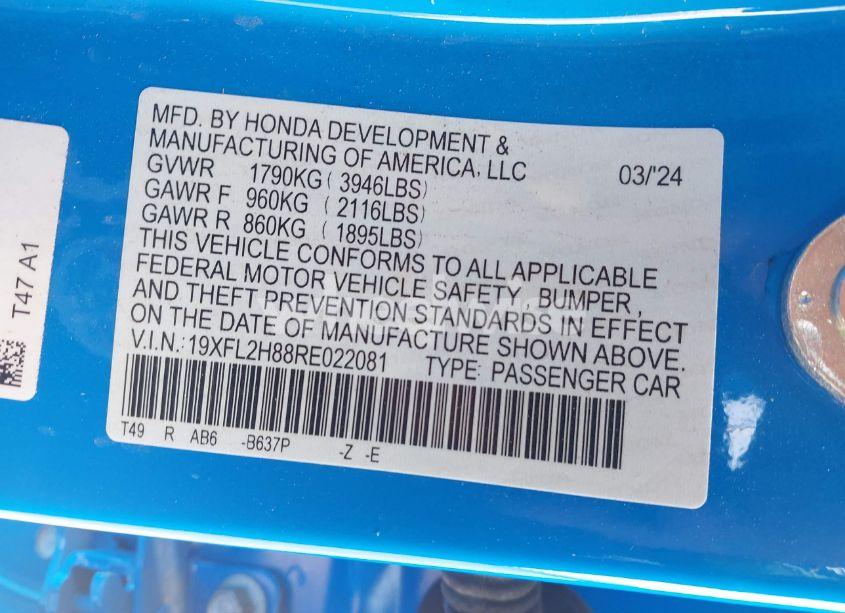 MFD. BY HONDA DEVELOPMENT &
MANUFACTURING OF AMERICA, LLC 03/'24
GVWR 1790KG ( 3946LBS)
GAWR F 960KG ( 2116LBS)
GAWR R 860KG ( 1895LBS)
THIS VEHICLE CONFORMS TO ALL APPLICABLE
FEDERAL MOTOR VEHICLE SAFETY, BUMPER,
AND THEFT PREVENTION STANDARDS IN EFFECT
ON THE DATE OF MANUFACTURE SHOWN ABOVE.
V.I.N.:19XFL2H88RE022081 TYPE: PASSENGER CAR
T49 R AB6 -B637P -Z -E
T47 A1